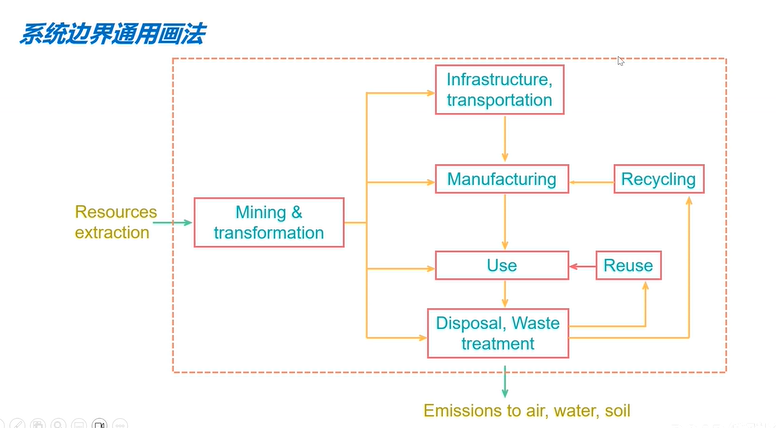 系统边界通用画法
Infrastructure,
transportation
Manufacturing
Recycling
Resources
extraction
Mining &
transformation
Use
Reuse
Disposal, Waste
treatment
Emissions to air, water, soil